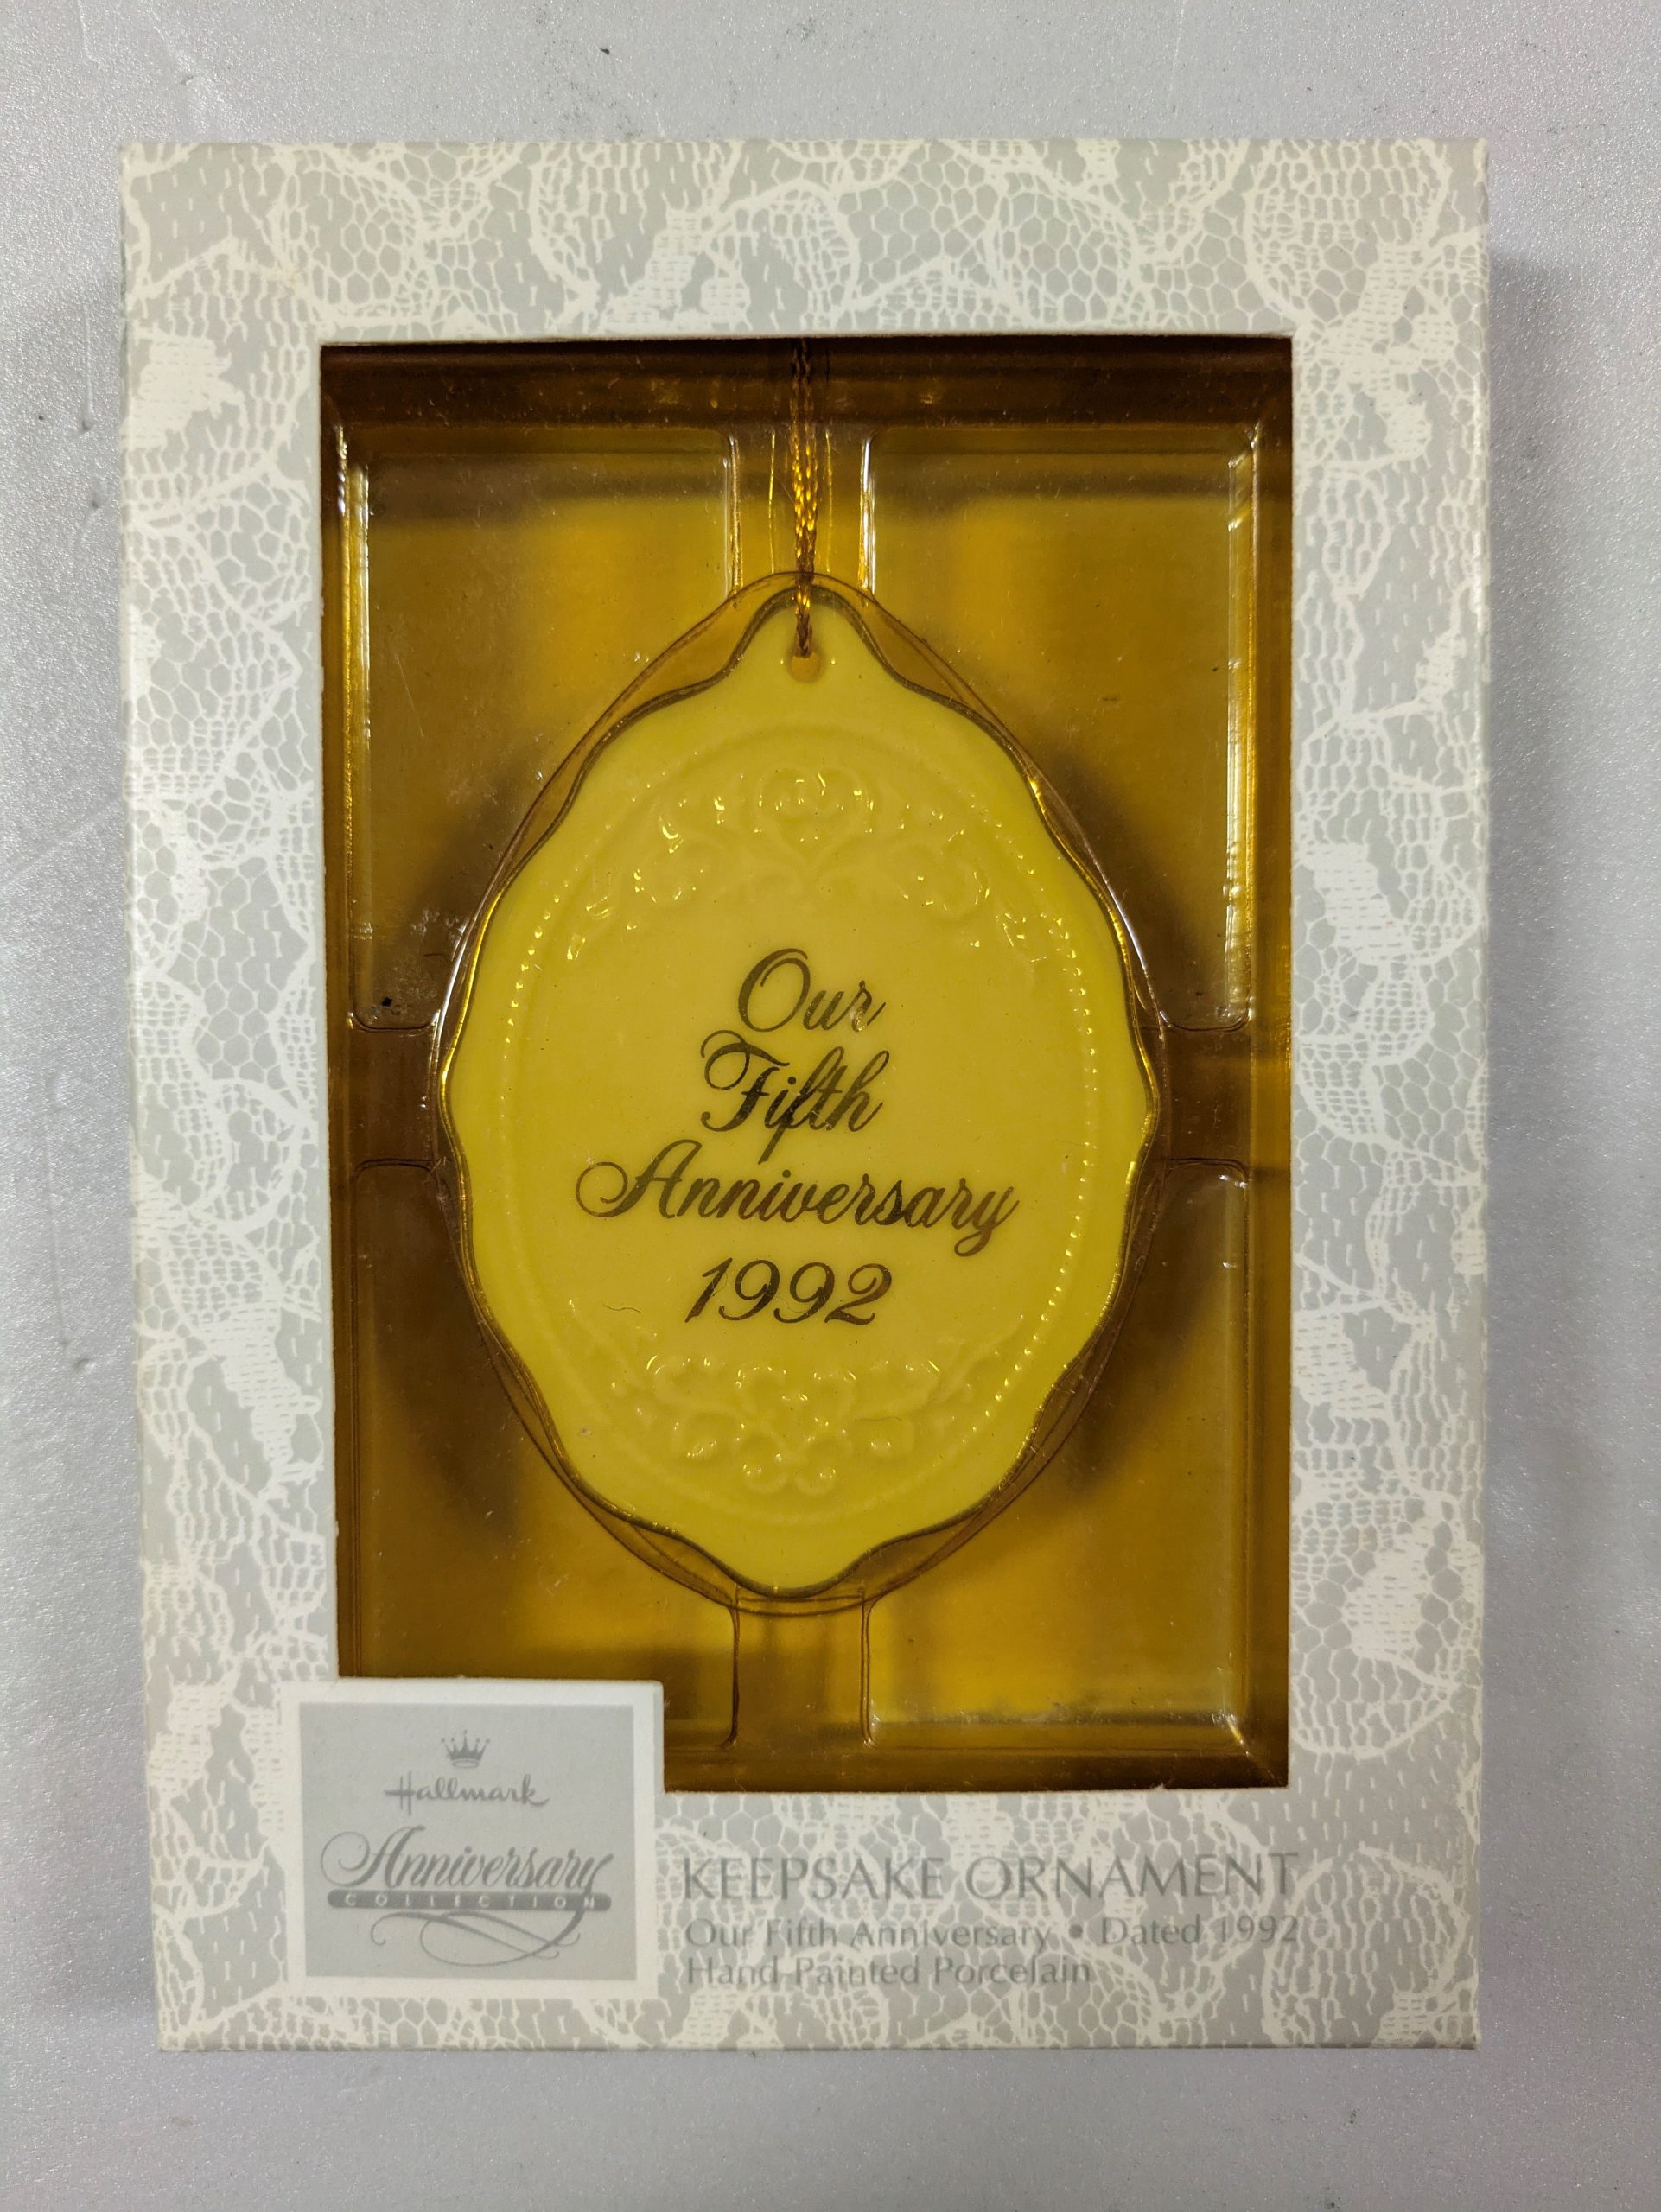 Our
Fifth
Anniversary
1992
Hallmark
Anniversary
COLLECTION
KEEPSAKE ORNAMENT
Our Fifth Anniversary • Dated 1992
Hand-Painted Porcelain